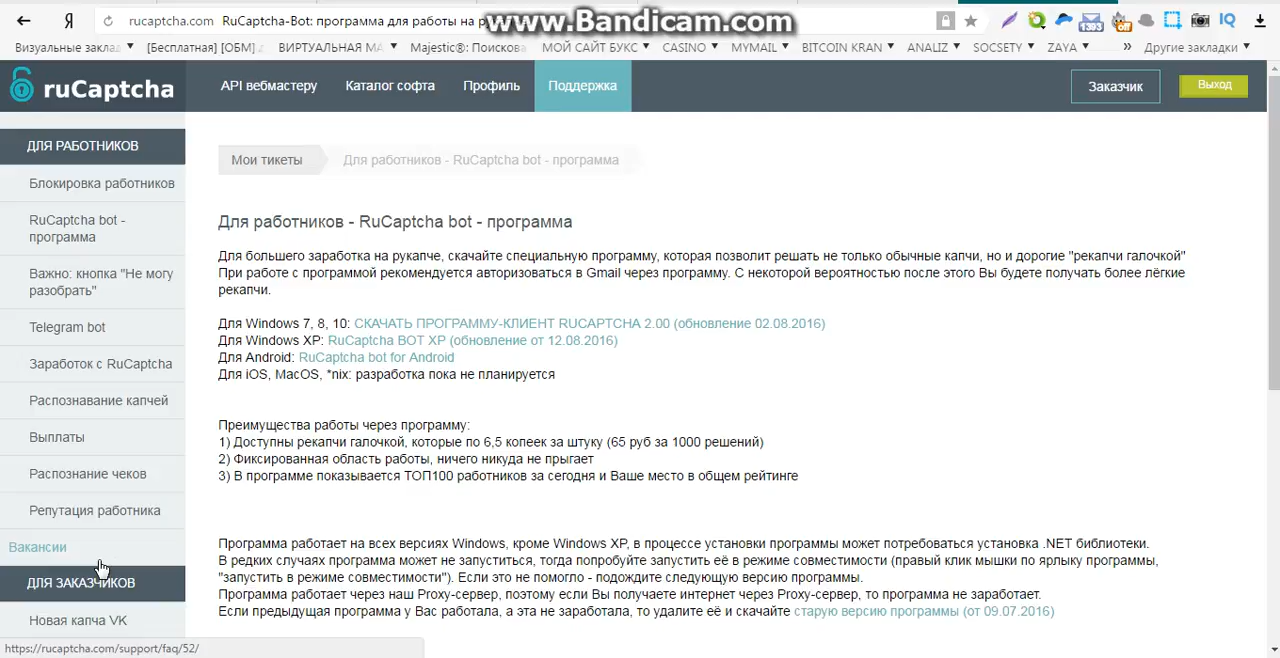 rucaptcha.com RuCaptcha-Bot: программа для работы на р
www.Bandicam.com
1393
off
IQ
Визуальные заклад
[Бесплатная] [ОБМ]
ВИРТУАЛЬНАЯ МА
Majestic®: Поискова
МОЙ САЙТ БУКС
CASINO
MYMAIL
BITCOIN KRAN
ANALIZ
SOCSETY
ZAYA
»
Другие закладки
ruCaptcha
API вебмастеру
Каталог софта
Профиль
Поддержка
Заказчик
Выход
ДЛЯ РАБОТНИКОВ
Блокировка работников
RuCaptcha bot -
программа
Важно: кнопка "Не могу
разобрать"
Telegram bot
Заработок с RuCaptcha
Распознавание капчей
Выплаты
Распознание чеков
Репутация работника
Вакансии
ДЛЯ ЗАКАЗЧИКОВ
Новая капча VK
Мои тикеты
Для работников - RuCaptcha bot - программа
Для работников - RuCaptcha bot - программа
Для большего заработка на рукапче, скачайте специальную программу, которая позволит решать не только обычные капчи, но и дорогие "рекапчи галочкой"
При работе с программой рекомендуется авторизоваться в Gmail через программу. С некоторой вероятностью после этого Вы будете получать более лёгкие
рекапчи.
Для Windows 7, 8, 10: СКАЧАТЬ ПРОГРАММУ-КЛИЕНТ RUCAPTCHA 2.00 (обновление 02.08.2016)
Для Windows XP: RuCaptcha BOT XP (обновление от 12.08.2016)
Для Android: RuCaptcha bot for Android
Для iOS, MacOS, *nix: разработка пока не планируется
Преимущества работы через программу:
1) Доступны рекапчи галочкой, которые по 6,5 копеек за штуку (65 руб за 1000 решений)
2) Фиксированная область работы, ничего никуда не прыгает
3) В программе показывается ТОП100 работников за сегодня и Ваше место в общем рейтинге
Программа работает на всех версиях Windows, кроме Windows XP, в процессе установки программы может потребоваться установка .NET библиотеки.
В редких случаях программа может не запуститься, тогда попробуйте запустить её в режиме совместимости (правый клик мышки по ярлыку программы,
"запустить в режиме совместимости"). Если это не помогло - подождите следующую версию программы.
Программа работает через наш Proxy-сервер, поэтому если Вы получаете интернет через Proxy-сервер, то программа не заработает.
Если предыдущая программа у Вас работала, а эта не заработала, то удалите её и скачайте старую версию программы (от 09.07.2016)
https://rucaptcha.com/support/faq/52/